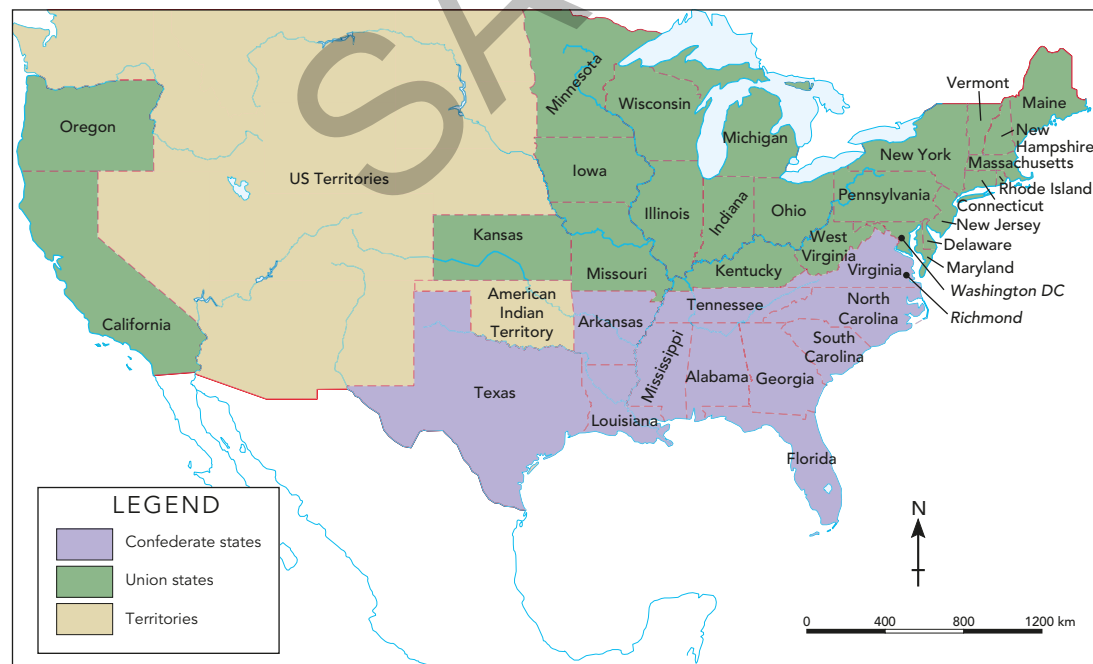 SA
Vermont
Minnesota
Wisconsin
Maine
Oregon
Michigan
New
Hampshire
New York
Massachusetts
US Territories
Iowa
Rhode Island
Pennsylvania
Connecticut
Illinois
Indiana
Ohio
New Jersey
Kansas
West
Virginia
Delaware
Missouri
Kentucky
Virginia
Maryland
Washington DC
American
Indian
Territory
Tennessee
North
Carolina
Richmond
California
Arkansas
South
Carolina
Mississippi
Texas
Alabama
Georgia
Louisiana
Florida
LEGEND
Confederate states
Union states
Territories
N
0 400 800 1200 km